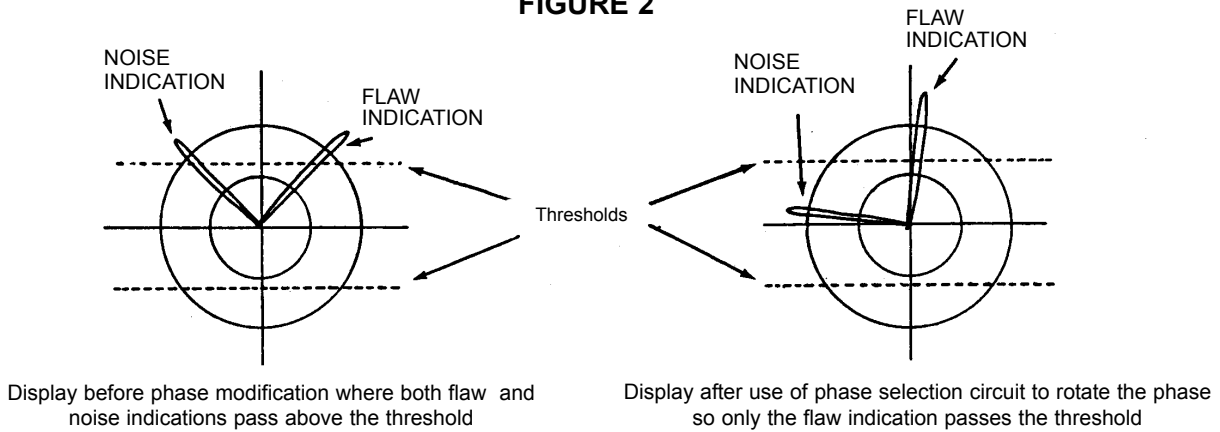 FIGURE 2
NOISE
INDICATION
FLAW
INDICATION
Thresholds
NOISE
INDICATION
FLAW
INDICATION
Display before phase modification where both flaw and
noise indications pass above the threshold
Display after use of phase selection circuit to rotate the phase
so only the flaw indication passes the threshold